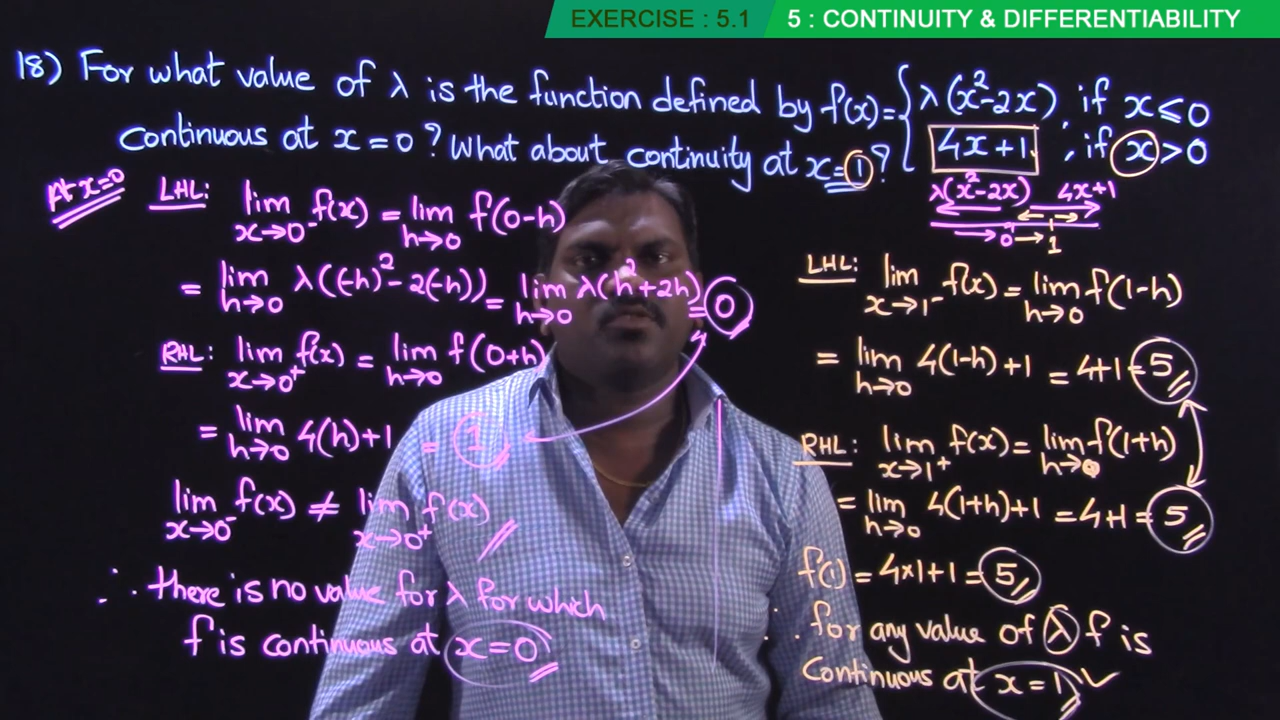 EXERCISE : 5.1
5 : CONTINUITY & DIFFERENTIABILITY
18) For what value of λ is the function defined by f(x)= { λ(x²-2x), if x ≤ 0
4x+1, if x > 0
continuous at x = 0 ? What about continuity at x=1 ?
At x=0
LHL: lim x→0⁻ f(x) = lim h→0 f(0-h)
= lim h→0 λ((-h)²-2(-h)) = lim h→0 λ(h²+2h) = 0
RHL: lim x→0⁺ f(x) = lim h→0 f(0+h)
= lim h→0 4(h)+1 = 1
lim x→0⁻ f(x) ≠ lim x→0⁺ f(x)
∴ there is no value for λ for which
f is continuous at x=0
λ(x²-2x) 4x+1
0 1
LHL: lim x→1⁻ f(x) = lim h→0 f(1-h)
= lim h→0 4(1-h)+1 = 4+1 = 5
RHL: lim x→1⁺ f(x) = lim h→0 f(1+h)
= lim h→0 4(1+h)+1 = 4+1 = 5
f(1) = 4×1+1 = 5
∴ for any value of λ f is
continuous at x=1